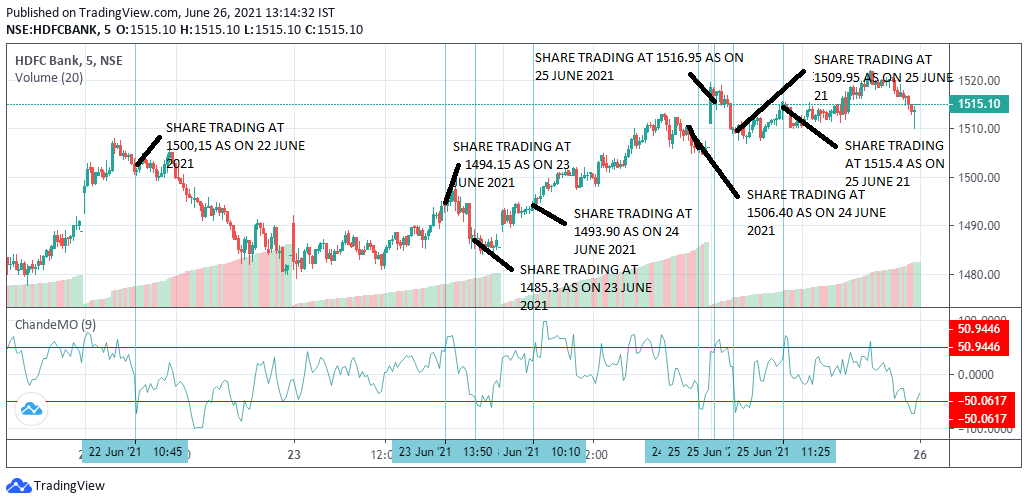 Published on TradingView.com, June 26, 2021 13:14:32 IST
NSE:HDFCBANK, 5 O:1515.10 H:1515.10 L:1515.10 C:1515.10
HDFC Bank, 5, NSE
Volume (20)
SHARE TRADING AT 1516.95 AS ON
25 JUNE 2021
SHARE TRADING AT
1509.95 AS ON 25 JUNE
21
1520.00
1515.10
1510.00
SHARE TRADING AT
1500,15 AS ON 22 JUNE
2021
SHARE TRADING AT
1494.15 AS ON 23
JUNE 2021
SHARE TRADING
AT 1515.4 AS ON
25 JUNE 21
1500.00
SHARE TRADING AT
1506.40 AS ON 24 JUNE
2021
SHARE TRADING AT
1493.90 AS ON 24
JUNE 2021
1490.00
SHARE TRADING AT
1485.3 AS ON 23 JUNE
2021
1480.00
ChandeMO (9)
50.9446
50.9446
0.0000
−50.0617
−50.0617
22 Jun '21 10:45
23
12:0
23 Jun '21 13:50
Jun '21 10:10
2:00
24
25
25 Jun '
25 Jun '21 11:25
26
TradingView